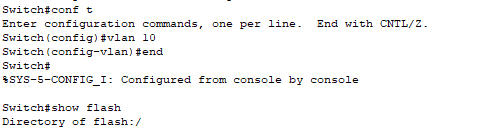 Switch#conf t
Enter configuration commands, one per line.  End with CNTL/Z.
Switch(config)#vlan 10
Switch(config-vlan)#end
Switch#
%SYS-5-CONFIG_I: Configured from console by console

Switch#show flash
Directory of flash:/